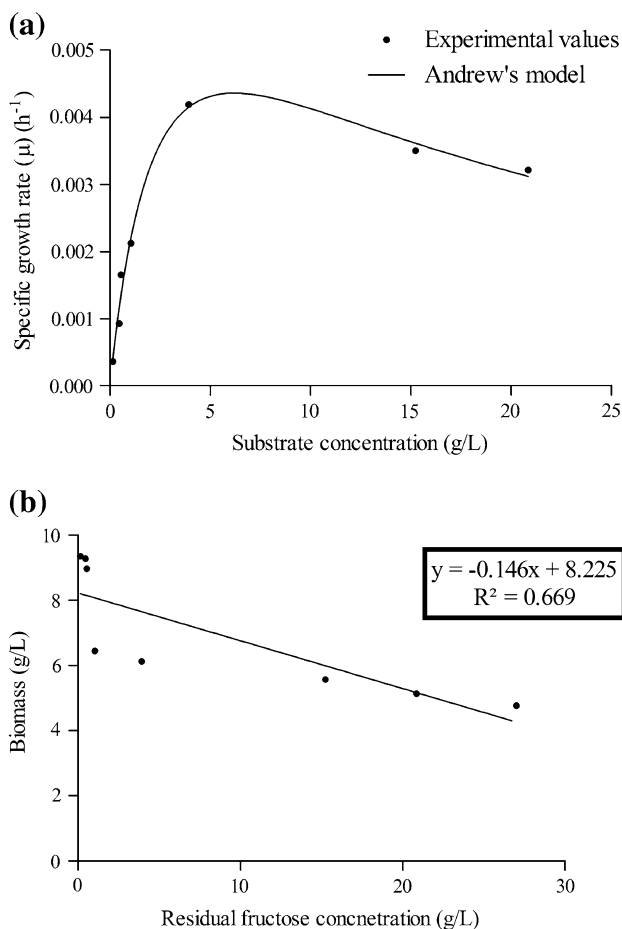 (a)
0.005
0.004
0.003
0.002
0.001
0.000
Specific growth rate (µ) (h⁻¹)
Experimental values
Andrew's model
0 5 10 15 20 25
Substrate concentration (g/L)
(b)
10
8
6
4
2
0
Biomass (g/L)
y = -0.146x + 8.225
R² = 0.669
0 10 20 30
Residual fructose concnetration (g/L)